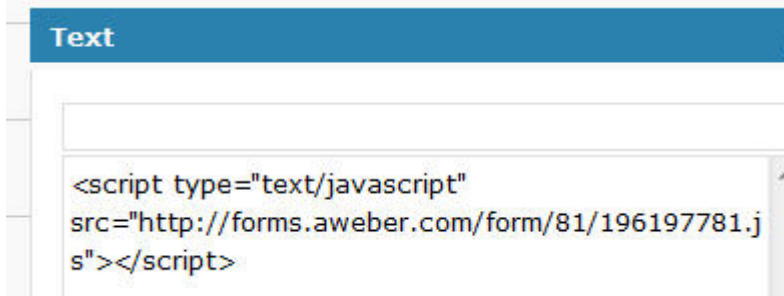 Text
<script type="text/javascript"
src="http://forms.aweber.com/form/81/196197781.j
s"></script>